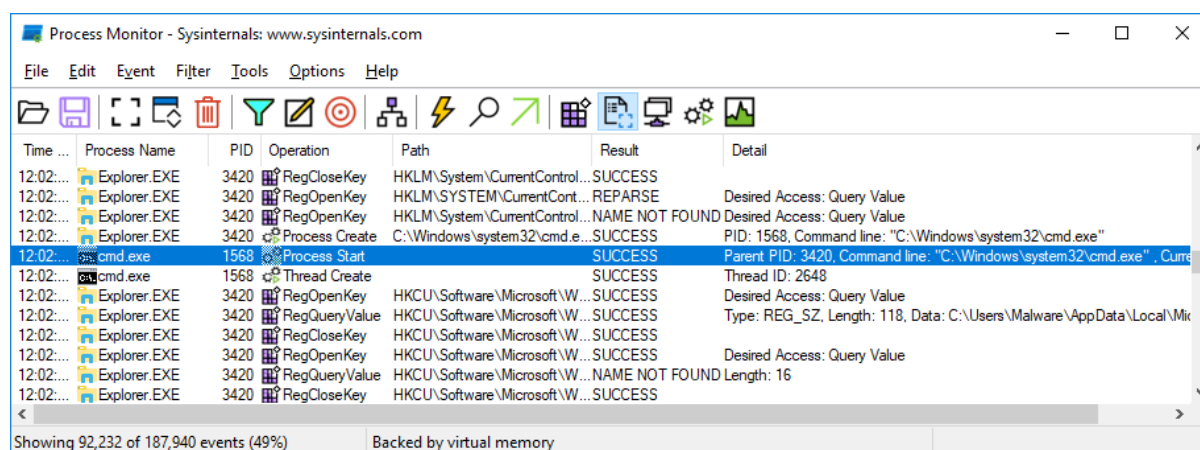 Process Monitor - Sysinternals: www.sysinternals.com
File Edit Event Filter Tools Options Help
Time ... Process Name PID Operation Path Result Detail
12:02:... Explorer.EXE 3420 RegCloseKey HKLM\System\CurrentControl... SUCCESS
12:02:... Explorer.EXE 3420 RegOpenKey HKLM\SYSTEM\CurrentCont... REPARSE Desired Access: Query Value
12:02:... Explorer.EXE 3420 RegOpenKey HKLM\System\CurrentControl... NAME NOT FOUND Desired Access: Query Value
12:02:... Explorer.EXE 3420 Process Create C:\Windows\system32\cmd.e... SUCCESS PID: 1568, Command line: "C:\Windows\system32\cmd.exe"
12:02:... cmd.exe 1568 Process Start SUCCESS Parent PID: 3420, Command line: "C:\Windows\system32\cmd.exe" , Curre
12:02:... cmd.exe 1568 Thread Create SUCCESS Thread ID: 2648
12:02:... Explorer.EXE 3420 RegOpenKey HKCU\Software\Microsoft\W... SUCCESS Desired Access: Query Value
12:02:... Explorer.EXE 3420 RegQueryValue HKCU\Software\Microsoft\W... SUCCESS Type: REG_SZ, Length: 118, Data: C:\Users\Malware\AppData\Local\Mic
12:02:... Explorer.EXE 3420 RegCloseKey HKCU\Software\Microsoft\W... SUCCESS
12:02:... Explorer.EXE 3420 RegOpenKey HKCU\Software\Microsoft\W... SUCCESS Desired Access: Query Value
12:02:... Explorer.EXE 3420 RegQueryValue HKCU\Software\Microsoft\W... NAME NOT FOUND Length: 16
12:02:... Explorer.EXE 3420 RegCloseKey HKCU\Software\Microsoft\W... SUCCESS
Showing 92,232 of 187,940 events (49%) Backed by virtual memory